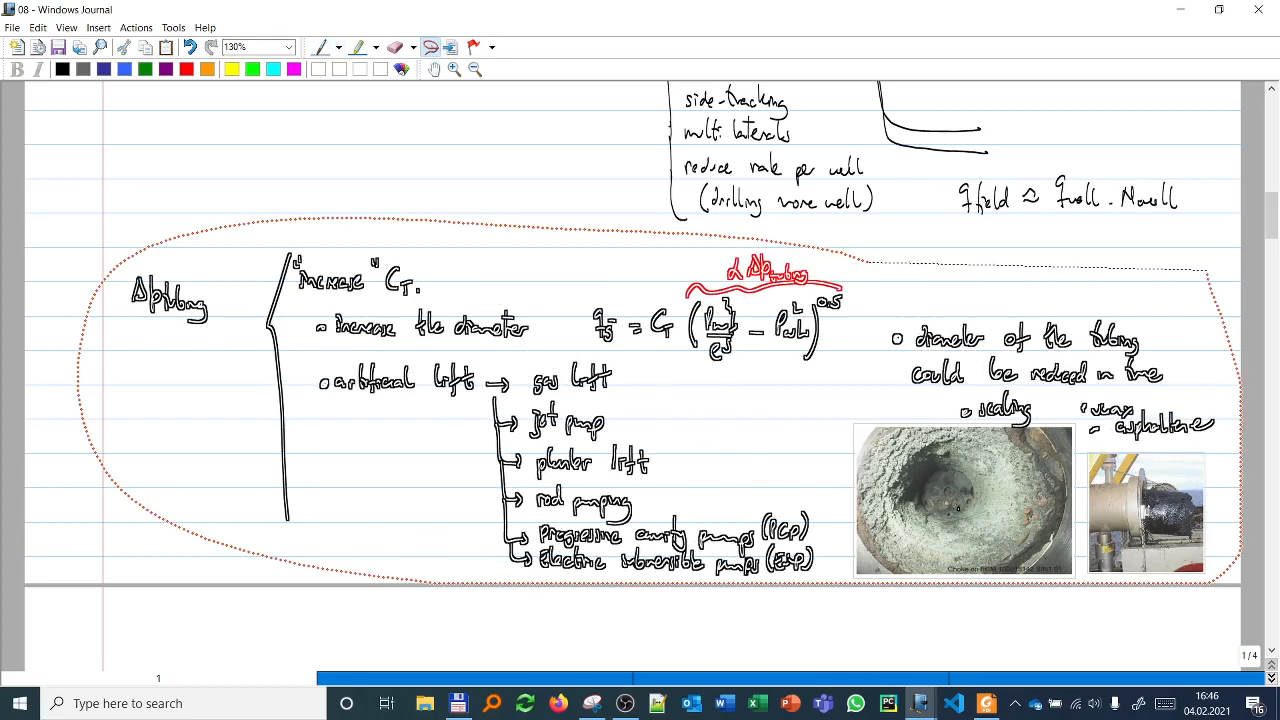 08 - Windows Journal
File Edit View Insert Actions Tools Help
130%
B I
side-tracking
multi laterals
reduce rate per well
(drilling more well)
qfield ≈ qwell . Nwell
Δptubing
"increase" CT.
- increase the diameter
• artificial lift → gas lift
→ jet pump
→ plunler lift
→ rod pumping
→ Progressive cavity pumps (PCP)
→ Electric submersible pumps (ESP)
α Δptubing
qg̅ = CT (Pwf²/e^s − Pwh²)^0.5
• diameter of the tubing
could be reduced in time
• scaling
• wax
- asphaltene
Choke on
1 / 4
1
Type here to search
16:46
04.02.2021